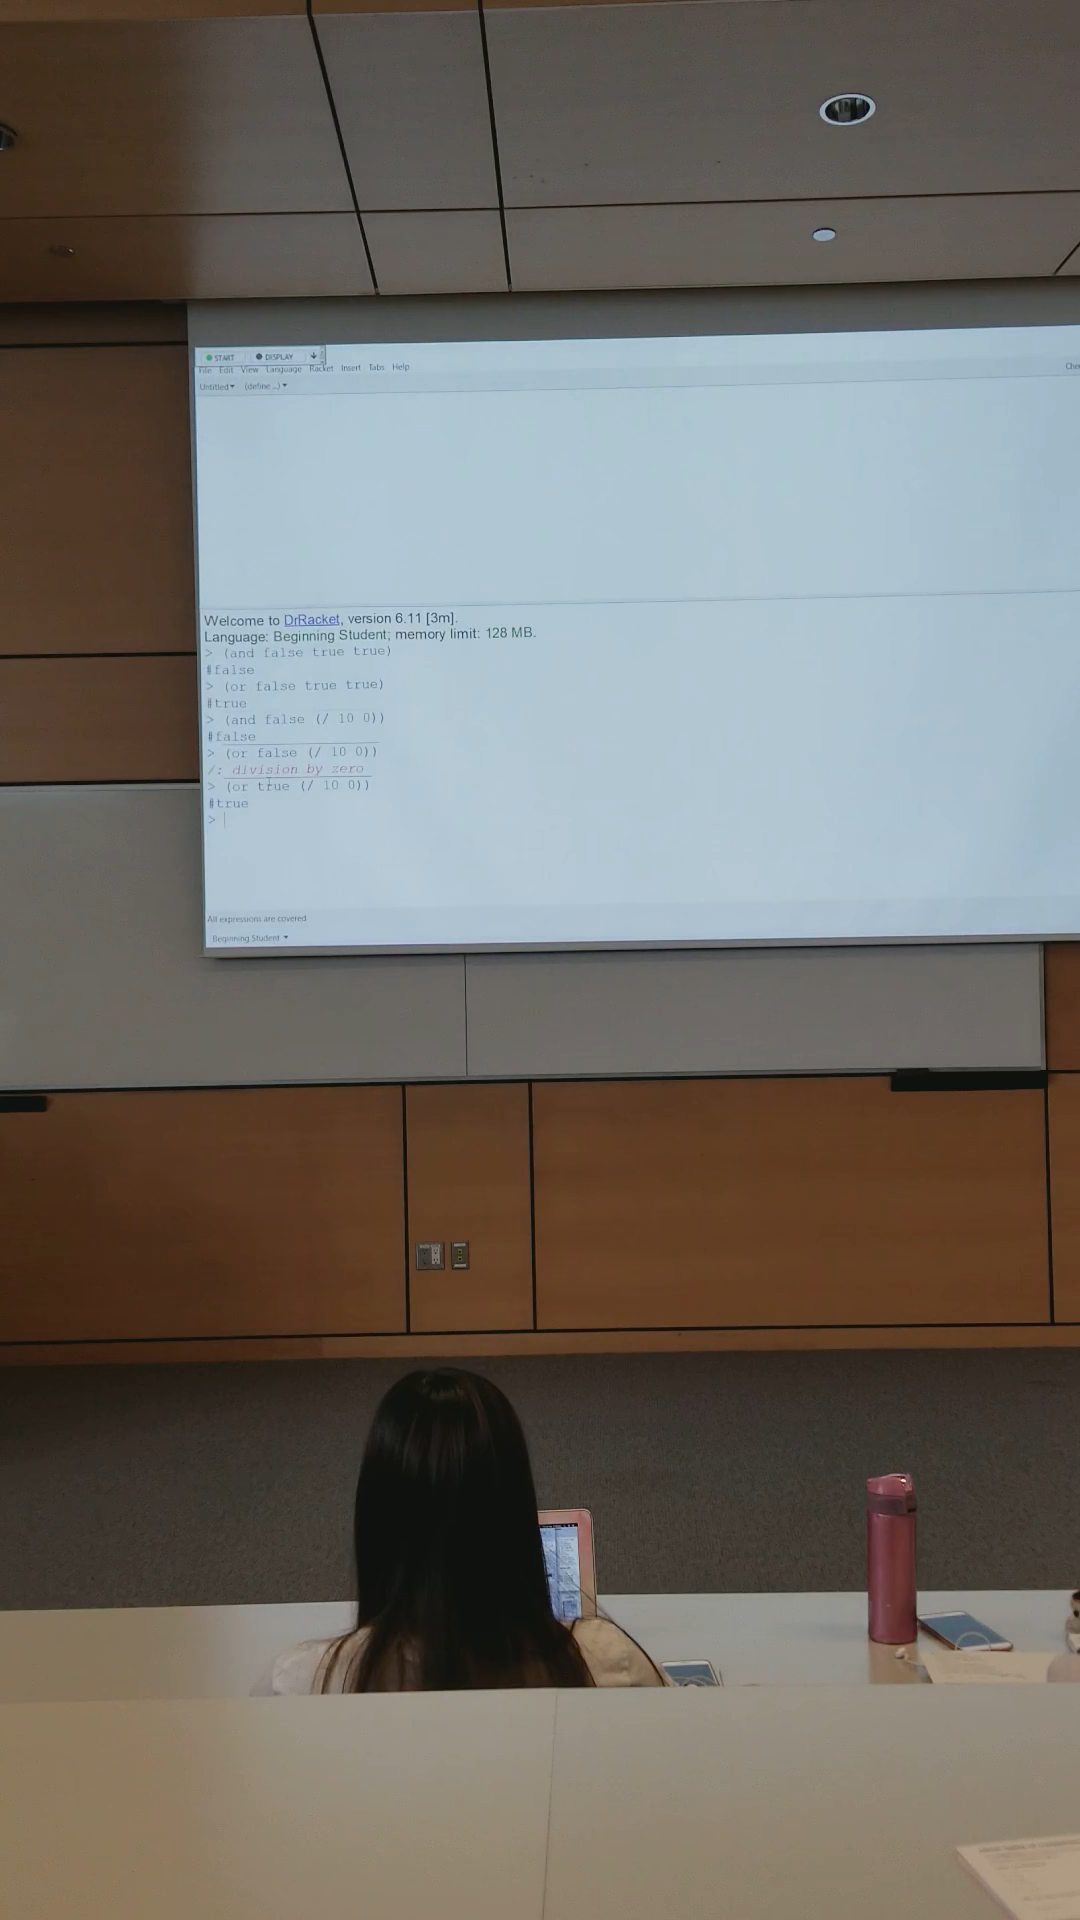 START DISPLAY
File Edit View Language Racket Insert Tabs Help
Untitled (define ...)
Welcome to DrRacket, version 6.11 [3m].
Language: Beginning Student; memory limit: 128 MB.
> (and false true true)
#false
> (or false true true)
#true
> (and false (/ 10 0))
#false
> (or false (/ 10 0))
/: division by zero
> (or true (/ 10 0))
#true
>
All expressions are covered
Beginning Student